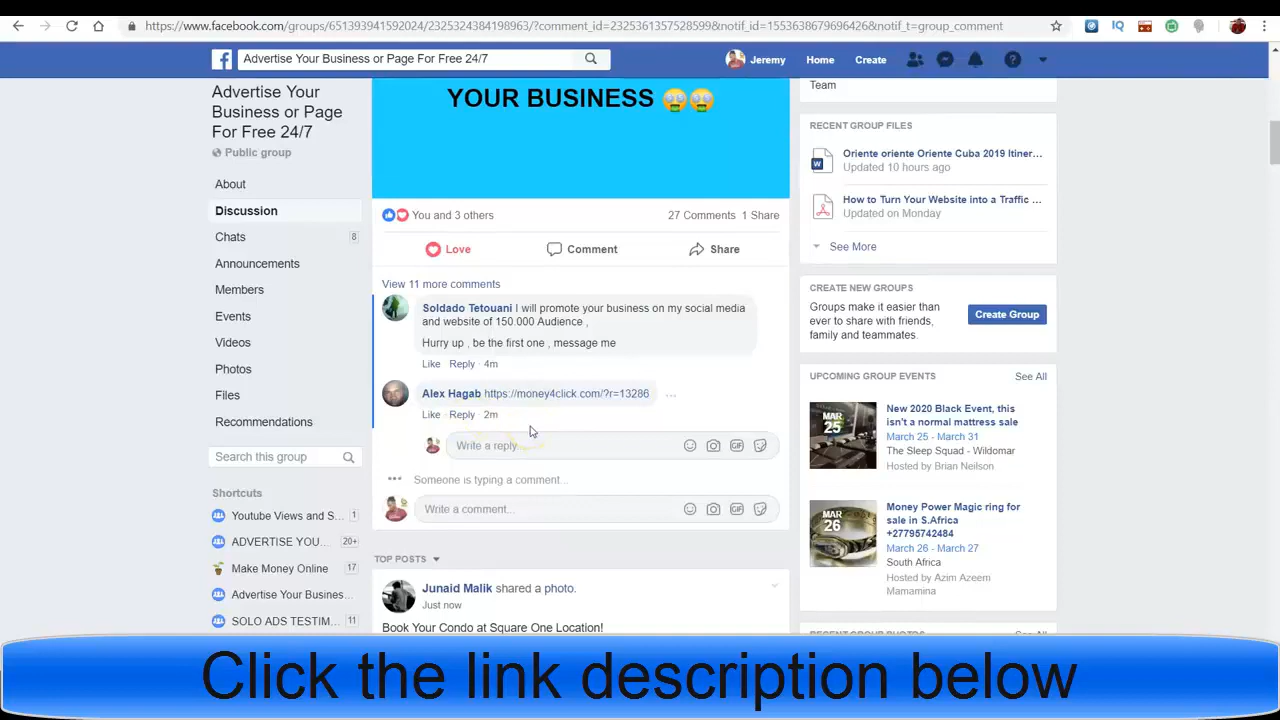 https://www.facebook.com/groups/651393941592024/2325324384198963/?comment_id=2325361357528599&notif_id=1553638679696426&notif_t=group_comment
Advertise Your Business or Page For Free 24/7
Jeremy
Home
Create
Advertise Your
Business or Page
For Free 24/7
Public group
About
Discussion
Chats
8
Announcements
Members
Events
Videos
Photos
Files
Recommendations
Search this group
Shortcuts
Youtube Views and S...
1
ADVERTISE YOU...
20+
Make Money Online
17
Advertise Your Busines...
SOLO ADS TESTIM...
11
YOUR BUSINESS
You and 3 others
27 Comments 1 Share
Love
Comment
Share
View 11 more comments
Soldado Tetouani I will promote your business on my social media
and website of 150.000 Audience ,
Hurry up , be the first one , message me
Like · Reply · 4m
Alex Hagab https://money4click.com/?r=13286
Like · Reply · 2m
Write a reply...
Someone is typing a comment...
Write a comment...
TOP POSTS
Junaid Malik shared a photo.
Just now
Book Your Condo at Square One Location!
Team
RECENT GROUP FILES
Oriente oriente Oriente Cuba 2019 Itiner...
Updated 10 hours ago
How to Turn Your Website into a Traffic ...
Updated on Monday
See More
CREATE NEW GROUPS
Groups make it easier than
ever to share with friends,
family and teammates.
Create Group
UPCOMING GROUP EVENTS
See All
MAR
25
New 2020 Black Event, this
isn't a normal mattress sale
March 25 - March 31
The Sleep Squad - Wildomar
Hosted by Brian Neilson
MAR
26
Money Power Magic ring for
sale in S.Africa
+27795742484
March 26 - March 27
South Africa
Hosted by Azim Azeem
Mamamina
RECENT GROUP PHOTOS
See All
Click the link description below